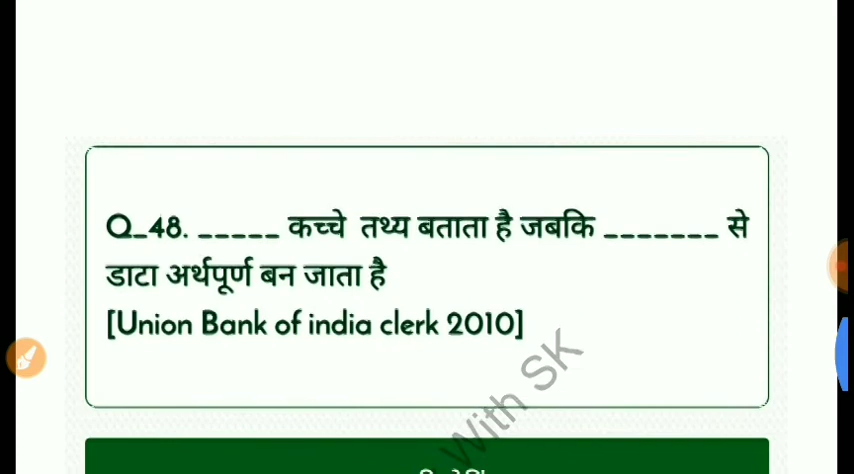 Q_48. _____ कच्चे तथ्य बताता है जबकि _______ से
डाटा अर्थपूर्ण बन जाता है
[Union Bank of india clerk 2010]
With SK